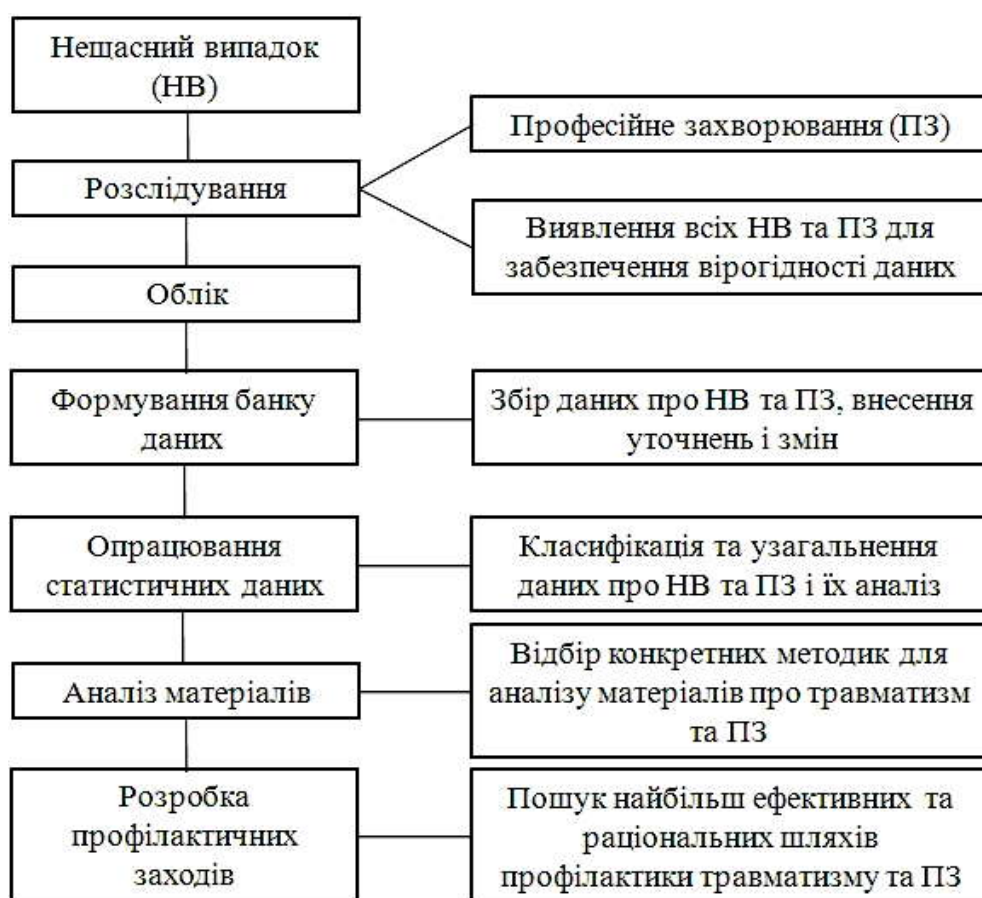 Нещасний випадок
(НВ)
Професійне захворювання (ПЗ)
Розслідування
Виявлення всіх НВ та ПЗ для
забезпечення вірогідності даних
Облік
Формування банку
даних
Збір даних про НВ та ПЗ, внесення
уточнень і змін
Опрацювання
статистичних даних
Класифікація та узагальнення
даних про НВ та ПЗ і їх аналіз
Аналіз матеріалів
Відбір конкретних методик для
аналізу матеріалів про травматизм
та ПЗ
Розробка
профілактичних
заходів
Пошук найбільш ефективних та
раціональних шляхів
профілактики травматизму та ПЗ